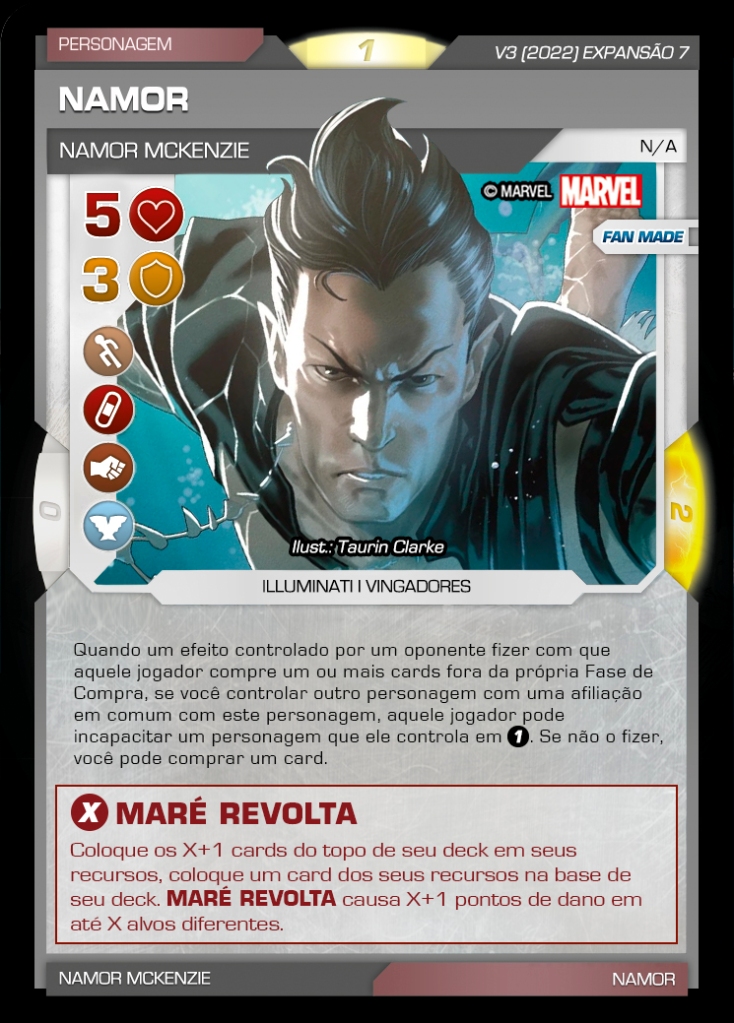 PERSONAGEM
1
V3 (2022) EXPANSÃO 7
NAMOR
NAMOR MCKENZIE
N/A
© MARVEL MARVEL
5
FAN MADE
3
0
2
Ilust.: Taurin Clarke
ILLUMINATI I VINGADORES
Quando um efeito controlado por um oponente fizer com que
aquele jogador compre um ou mais cards fora da própria Fase de
Compra, se você controlar outro personagem com uma afiliação
em comum com este personagem, aquele jogador pode
incapacitar um personagem que ele controla em 1. Se não o fizer,
você pode comprar um card.
X MARÉ REVOLTA
Coloque os X+1 cards do topo de seu deck em seus
recursos, coloque um card dos seus recursos na base de
seu deck. MARÉ REVOLTA causa X+1 pontos de dano em
até X alvos diferentes.
NAMOR MCKENZIE
NAMOR